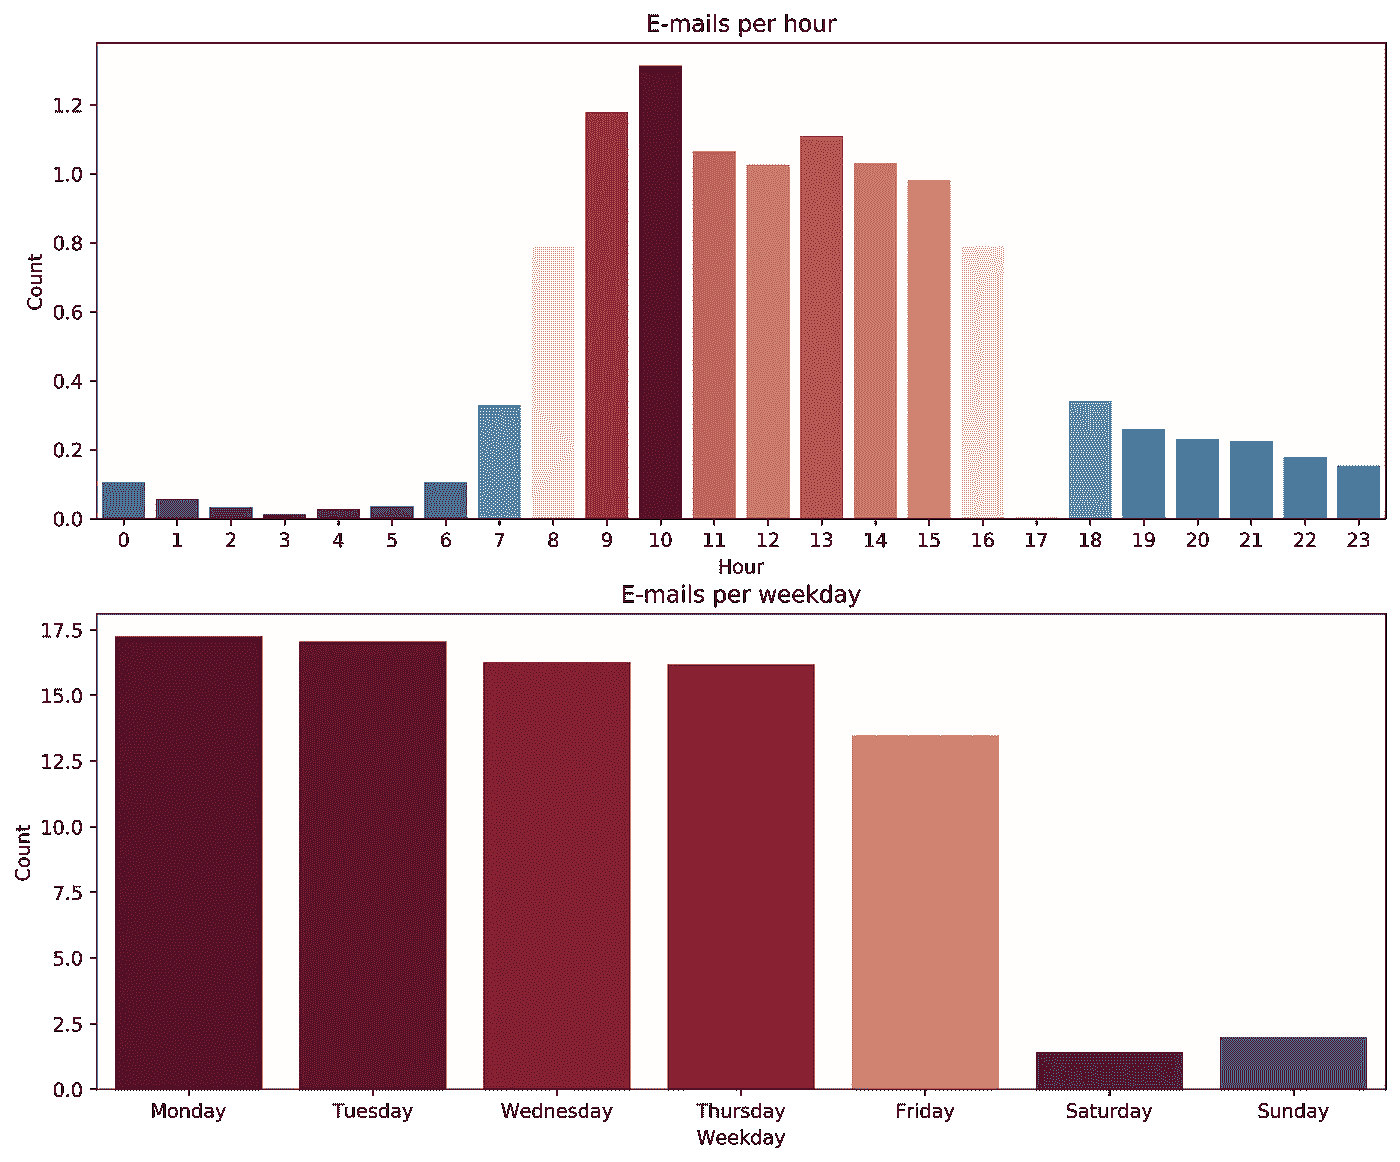 E-mails per hour
1.2
1.0
0.8
0.6
0.4
0.2
0.0
Count
0 1 2 3 4 5 6 7 8 9 10 11 12 13 14 15 16 17 18 19 20 21 22 23
Hour
E-mails per weekday
17.5
15.0
12.5
10.0
7.5
5.0
2.5
0.0
Count
Monday Tuesday Wednesday Thursday Friday Saturday Sunday
Weekday